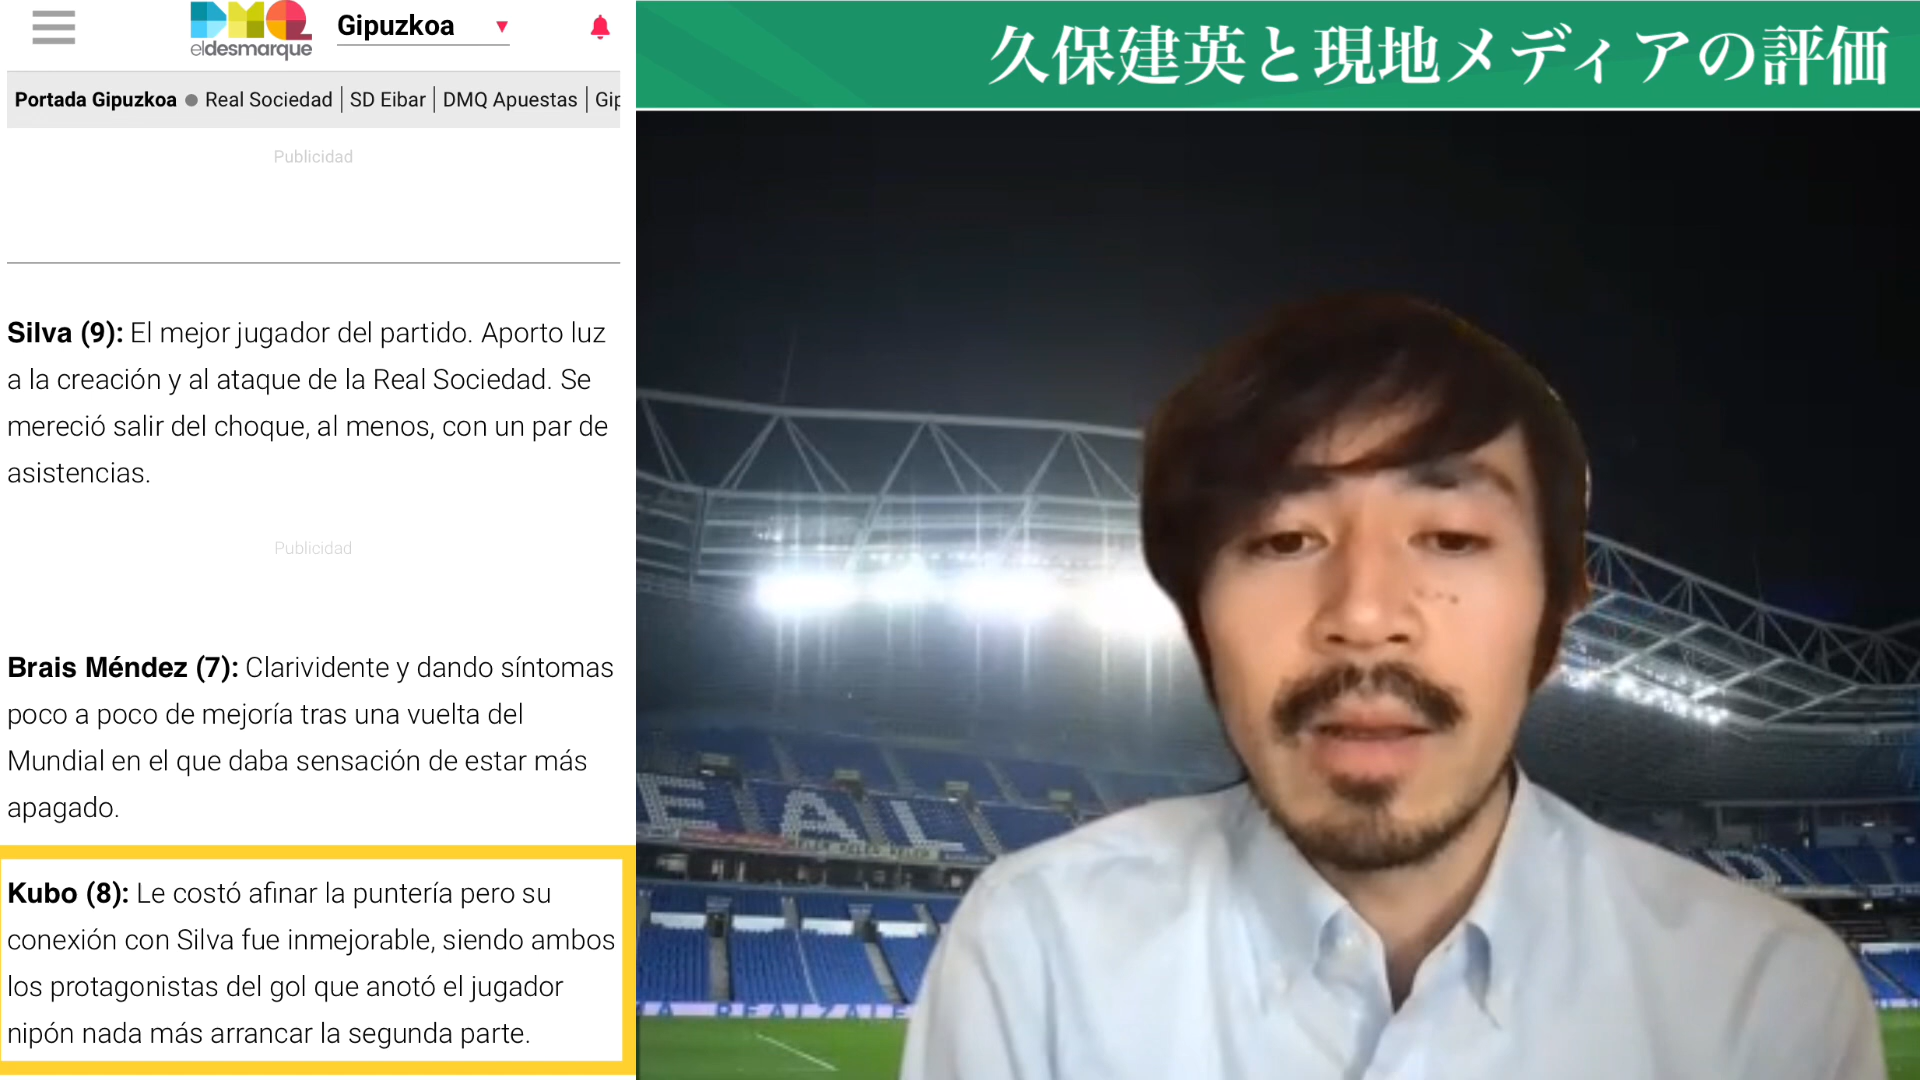 DMQ
eldesmarque
Gipuzkoa
Portada Gipuzkoa
Real Sociedad
SD Eibar
DMQ Apuestas
Gip
Publicidad
Silva (9): El mejor jugador del partido. Aporto luz
a la creación y al ataque de la Real Sociedad. Se
mereció salir del choque, al menos, con un par de
asistencias.
Publicidad
Brais Méndez (7): Clarividente y dando síntomas
poco a poco de mejoría tras una vuelta del
Mundial en el que daba sensación de estar más
apagado.
Kubo (8): Le costó afinar la puntería pero su
conexión con Silva fue inmejorable, siendo ambos
los protagonistas del gol que anotó el jugador
nipón nada más arrancar la segunda parte.
久保建英と現地メディアの評価
EAL